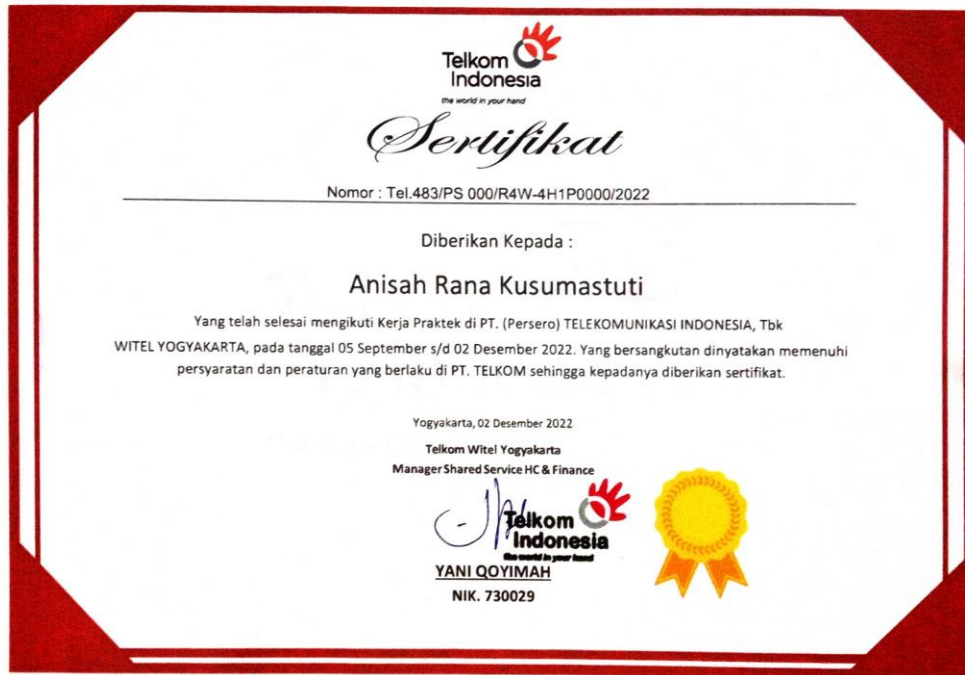 Telkom
Indonesia
the world in your hand
Sertifikat
Nomor : Tel.483/PS 000/R4W-4H1P0000/2022
Diberikan Kepada :
Anisah Rana Kusumastuti
Yang telah selesai mengikuti Kerja Praktek di PT. (Persero) TELEKOMUNIKASI INDONESIA, Tbk
WITEL YOGYAKARTA, pada tanggal 05 September s/d 02 Desember 2022. Yang bersangkutan dinyatakan memenuhi
persyaratan dan peraturan yang berlaku di PT. TELKOM sehingga kepadanya diberikan sertifikat.
Yogyakarta, 02 Desember 2022
Telkom Witel Yogyakarta
Manager Shared Service HC & Finance
Telkom
Indonesia
the world in your hand
YANI QOYIMAH
NIK. 730029